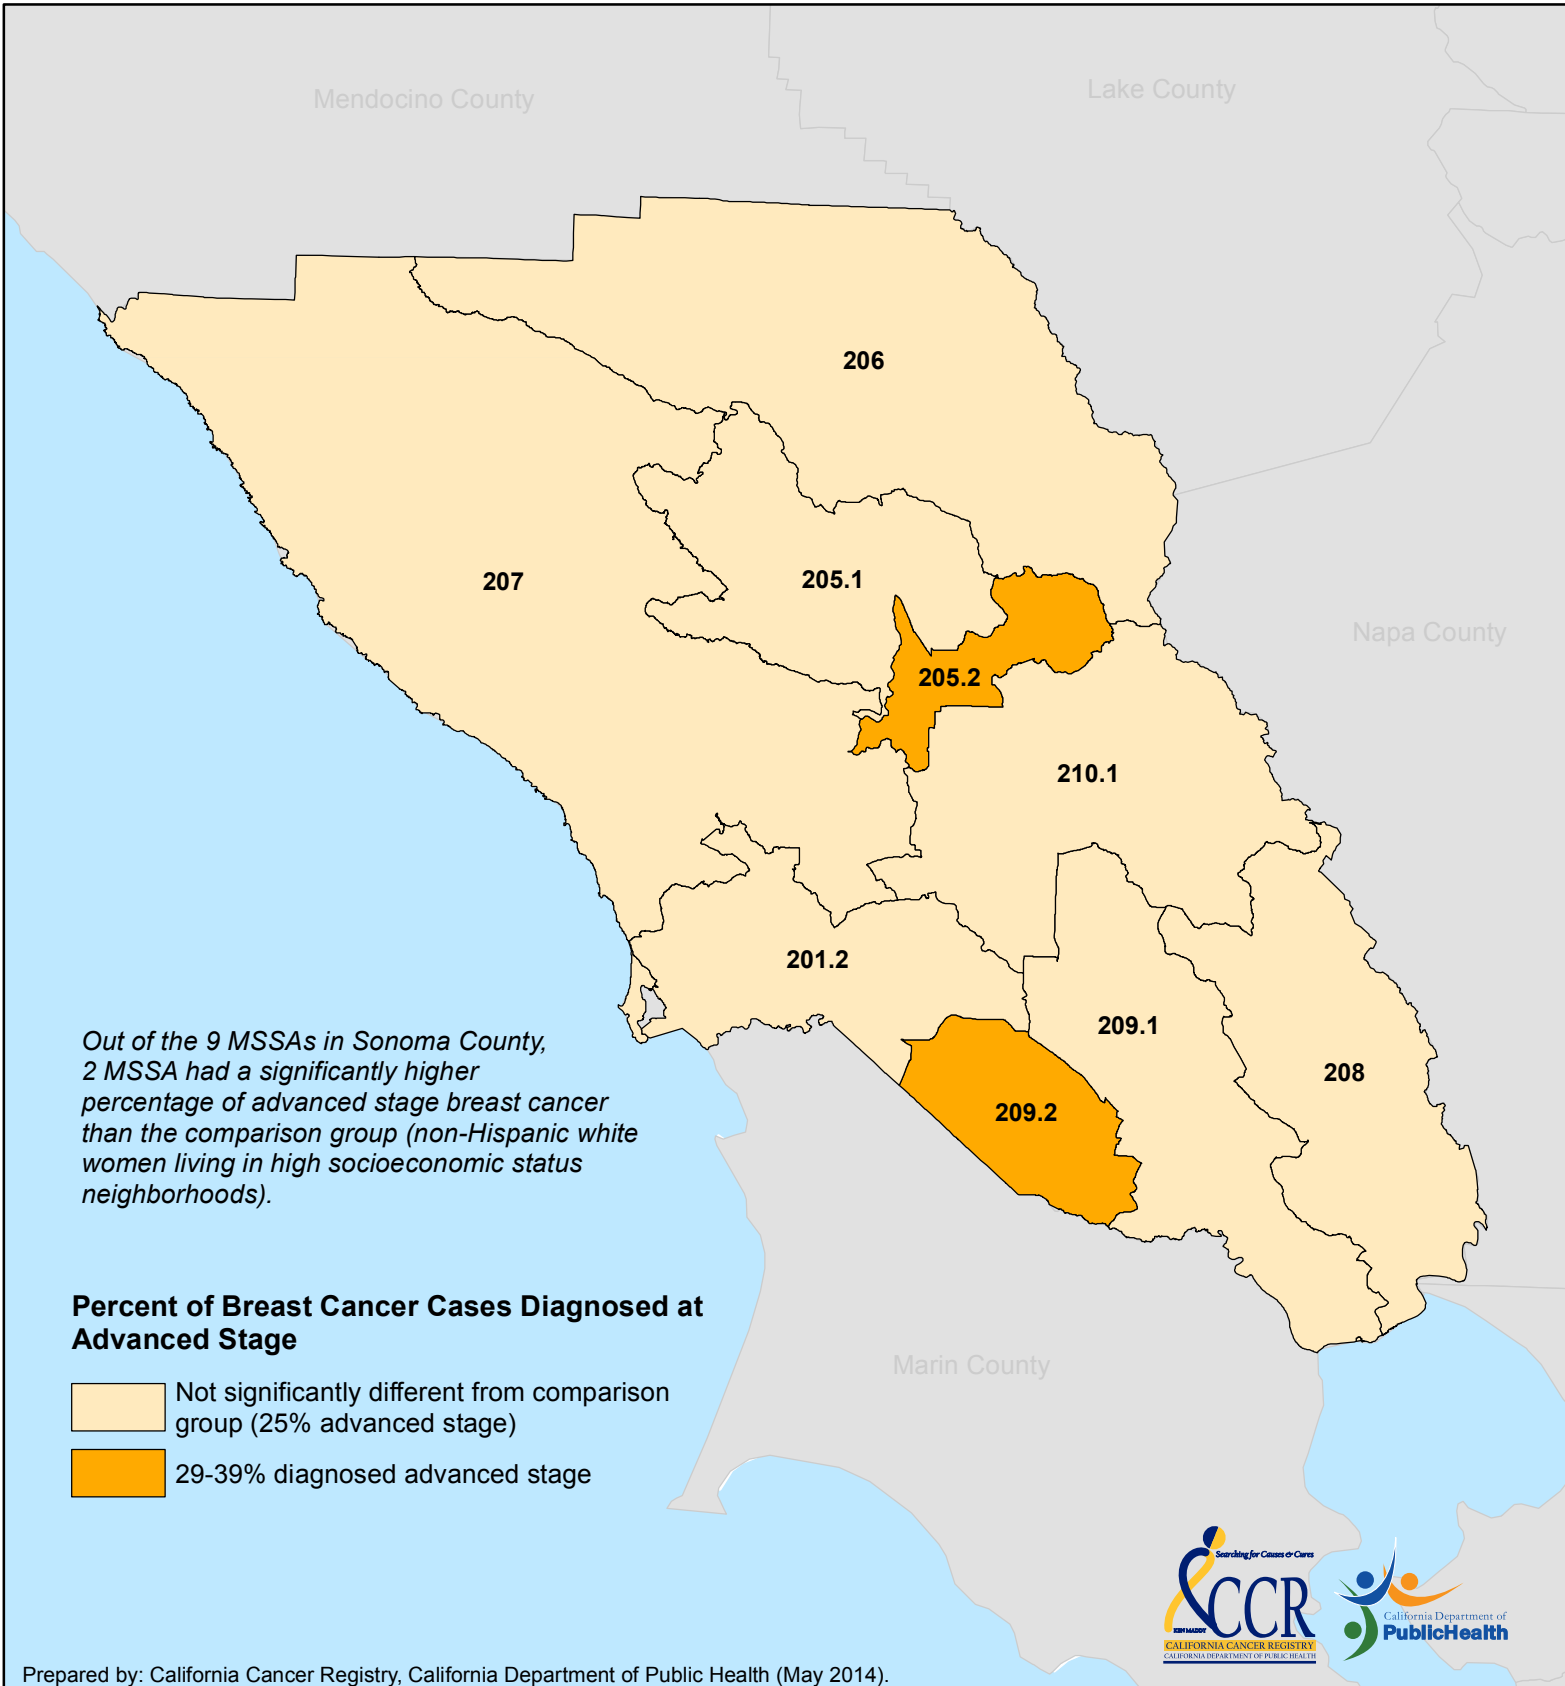 Mendocino County
Lake County
206
207
205.1
Napa County
205.2
210.1
201.2
209.1
208
209.2
Out of the 9 MSSAs in Sonoma County,
2 MSSA had a significantly higher
percentage of advanced stage breast cancer
than the comparison group (non-Hispanic white
women living in high socioeconomic status
neighborhoods).
Percent of Breast Cancer Cases Diagnosed at
Advanced Stage
Not significantly different from comparison
group (25% advanced stage)
29-39% diagnosed advanced stage
Marin County
Searching for Causes & Cures
CCR
KEN MADDY
CALIFORNIA CANCER REGISTRY
CALIFORNIA DEPARTMENT OF PUBLIC HEALTH
California Department of
PublicHealth
Prepared by: California Cancer Registry, California Department of Public Health (May 2014).